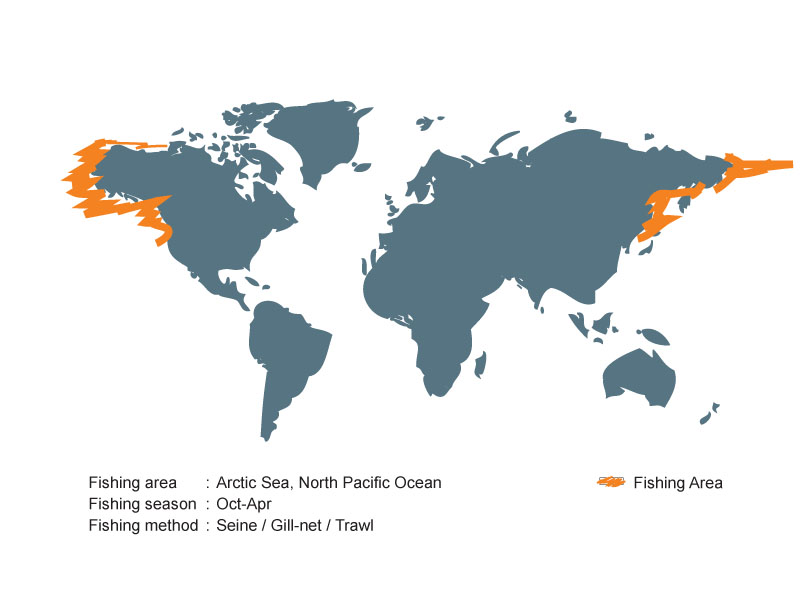 Fishing area : Arctic Sea, North Pacific Ocean
Fishing season : Oct-Apr
Fishing method : Seine / Gill-net / Trawl
Fishing Area